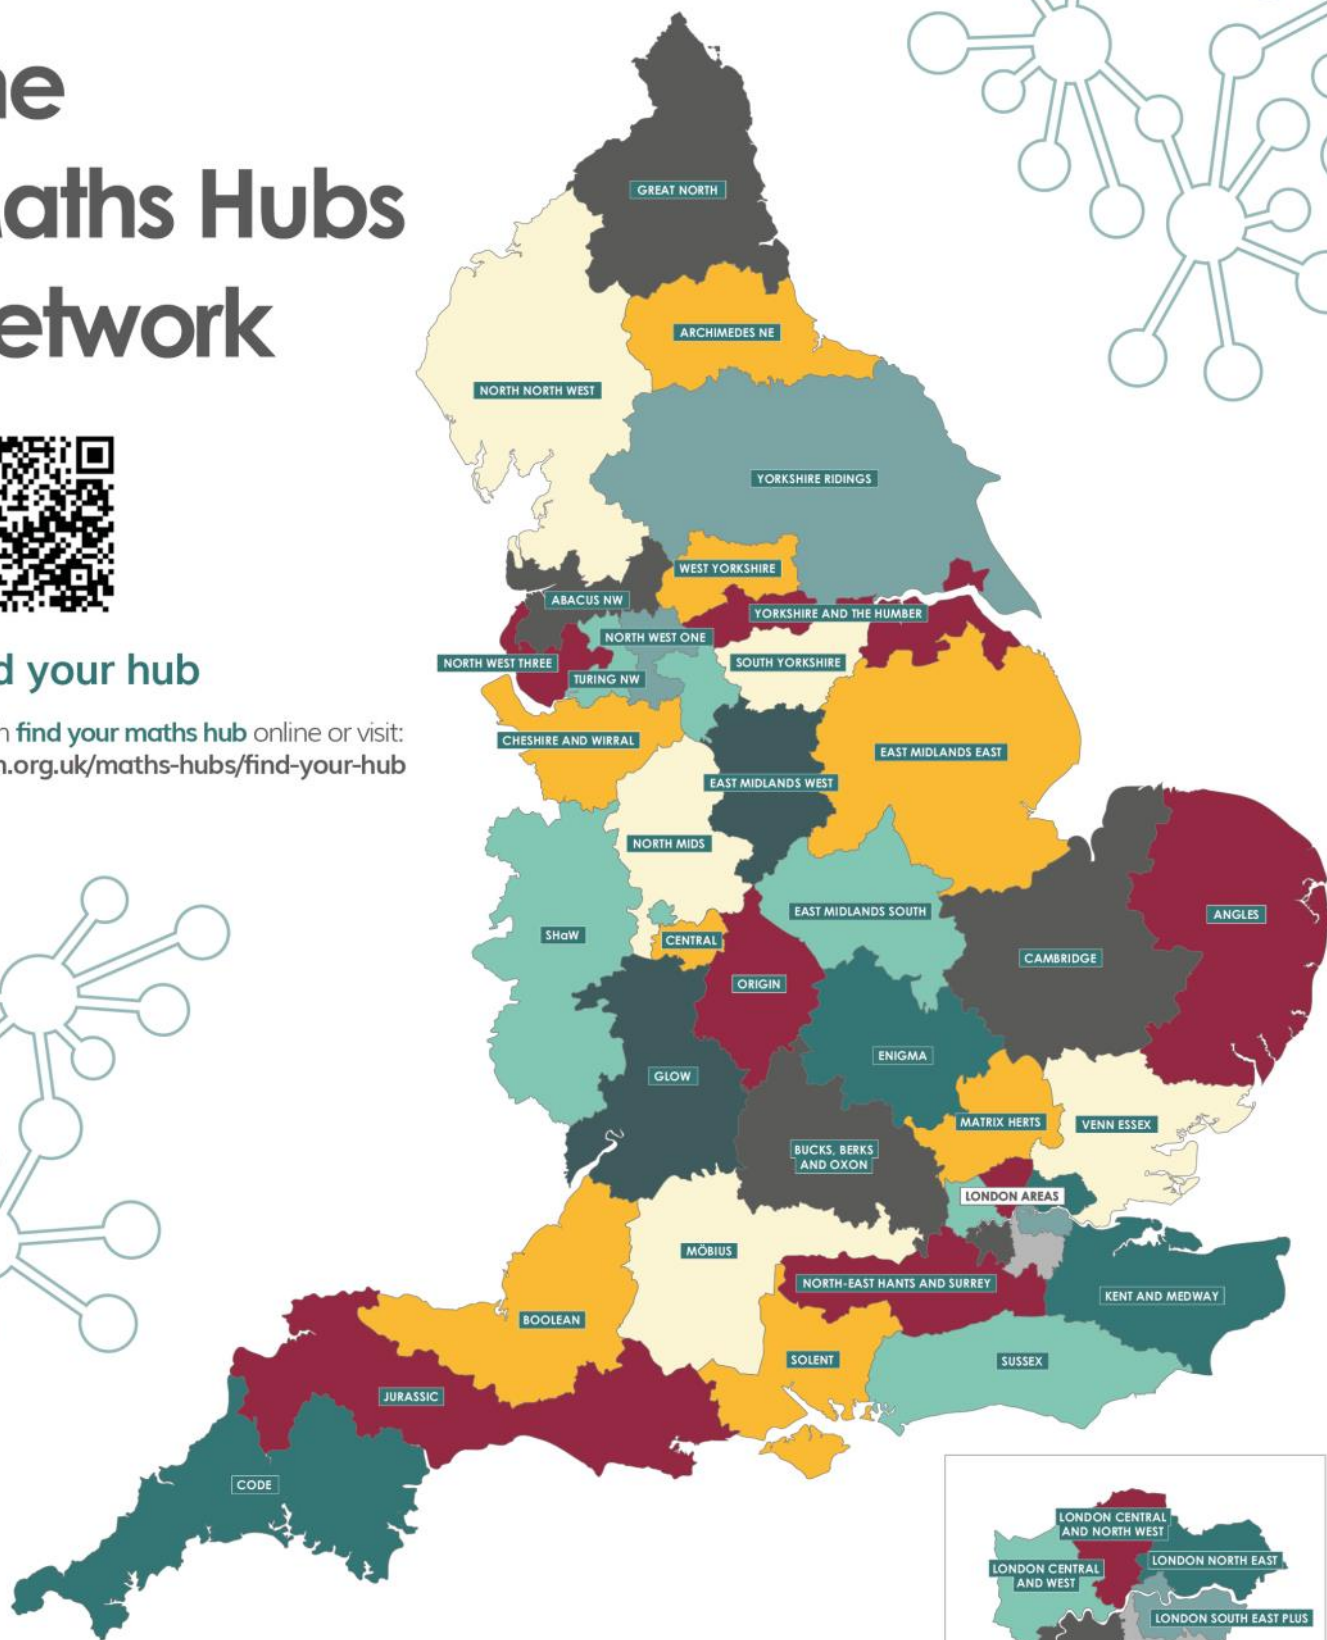 ne
aths Hubs
etwork
d your hub
n find your maths hub online or visit:
n.org.uk/maths-hubs/find-your-hub
GREAT NORTH
ARCHIMEDES NE
NORTH NORTH WEST
YORKSHIRE RIDINGS
WEST YORKSHIRE
ABACUS NW
YORKSHIRE AND THE HUMBER
NORTH WEST ONE
NORTH WEST THREE
SOUTH YORKSHIRE
TURING NW
CHESHIRE AND WIRRAL
EAST MIDLANDS EAST
EAST MIDLANDS WEST
NORTH MIDS
EAST MIDLANDS SOUTH
ANGLES
SHaW
CENTRAL
CAMBRIDGE
ORIGIN
ENIGMA
GLOW
MATRIX HERTS
VENN ESSEX
BUCKS, BERKS
AND OXON
LONDON AREAS
MÖBIUS
NORTH-EAST HANTS AND SURREY
KENT AND MEDWAY
BOOLEAN
SOLENT
SUSSEX
JURASSIC
CODE
LONDON CENTRAL
AND NORTH WEST
LONDON NORTH EAST
LONDON CENTRAL
AND WEST
LONDON SOUTH EAST PLUS